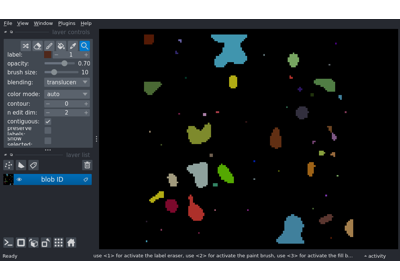 File View Window Plugins Help
layer controls
label: 1
opacity: 0.70
brush size: 10
blending: translucen
color mode: auto
contour: 0
n edit dim: 2
contiguous:
preserve
labels:
show
selected:
layer list
blob ID
Ready use <1> for activate the label eraser, use <2> for activate the paint brush, use <3> for activate the fill b... activity